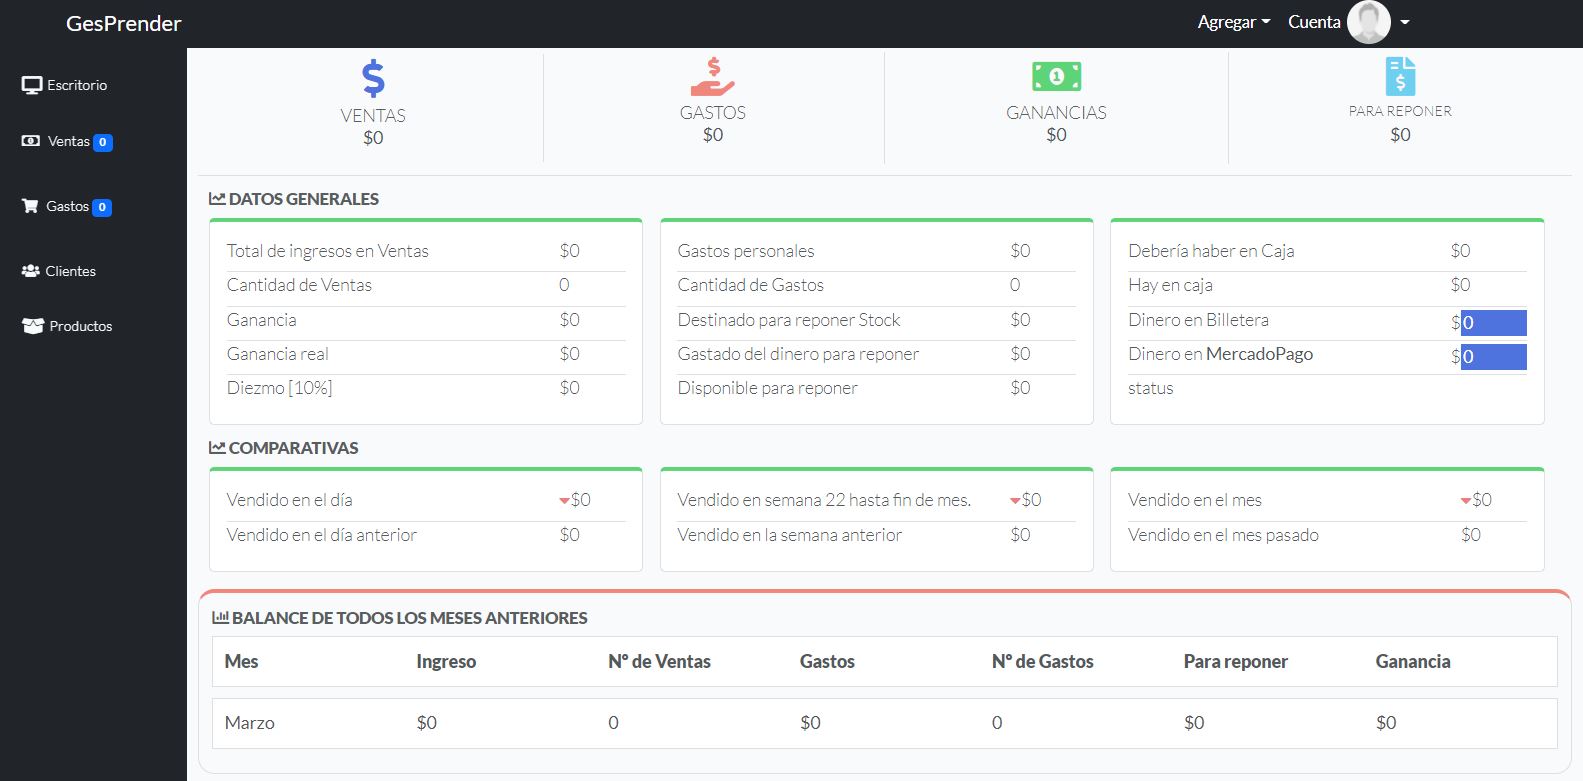 GesPrender
Agregar
Cuenta
Escritorio
Ventas 0
Gastos 0
Clientes
Productos
VENTAS
$0
GASTOS
$0
GANANCIAS
$0
PARA REPONER
$0
DATOS GENERALES
Total de ingresos en Ventas $0
Cantidad de Ventas 0
Ganancia $0
Ganancia real $0
Diezmo [10%] $0
Gastos personales $0
Cantidad de Gastos 0
Destinado para reponer Stock $0
Gastado del dinero para reponer $0
Disponible para reponer $0
Debería haber en Caja $0
Hay en caja $0
Dinero en Billetera $0
Dinero en MercadoPago $0
status
COMPARATIVAS
Vendido en el día $0
Vendido en el día anterior $0
Vendido en semana 22 hasta fin de mes. $0
Vendido en la semana anterior $0
Vendido en el mes $0
Vendido en el mes pasado $0
BALANCE DE TODOS LOS MESES ANTERIORES
Mes Ingreso N° de Ventas Gastos N° de Gastos Para reponer Ganancia
Marzo $0 0 $0 0 $0 $0